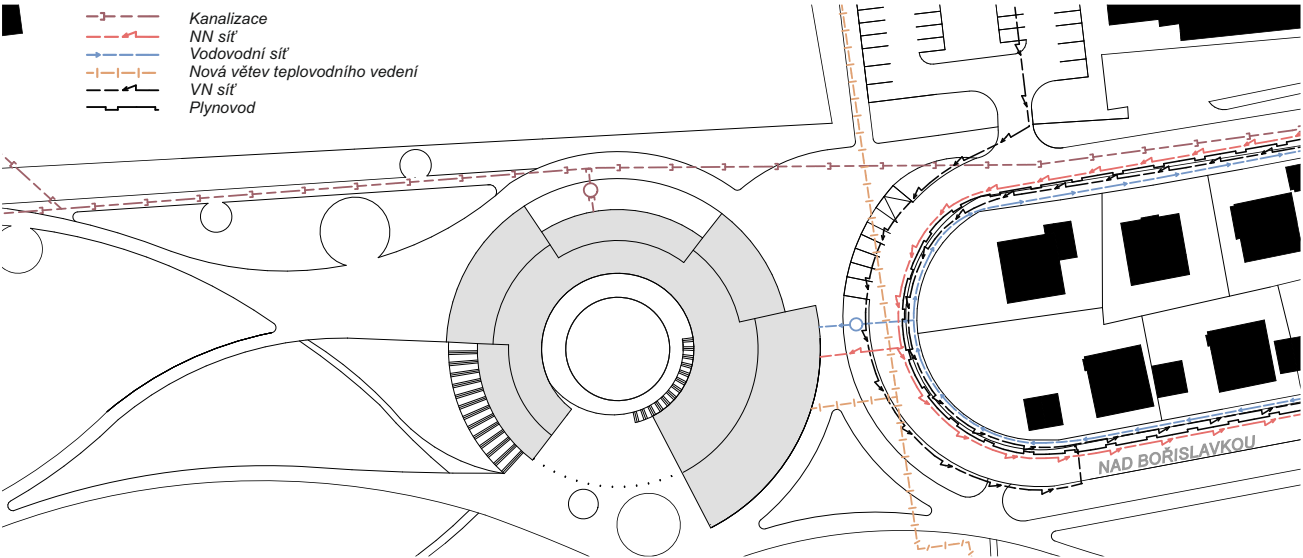 Kanalizace
NN síť
Vodovodní síť
Nová větev teplovodního vedení
VN síť
Plynovod
NAD BOŘISLAVKOU